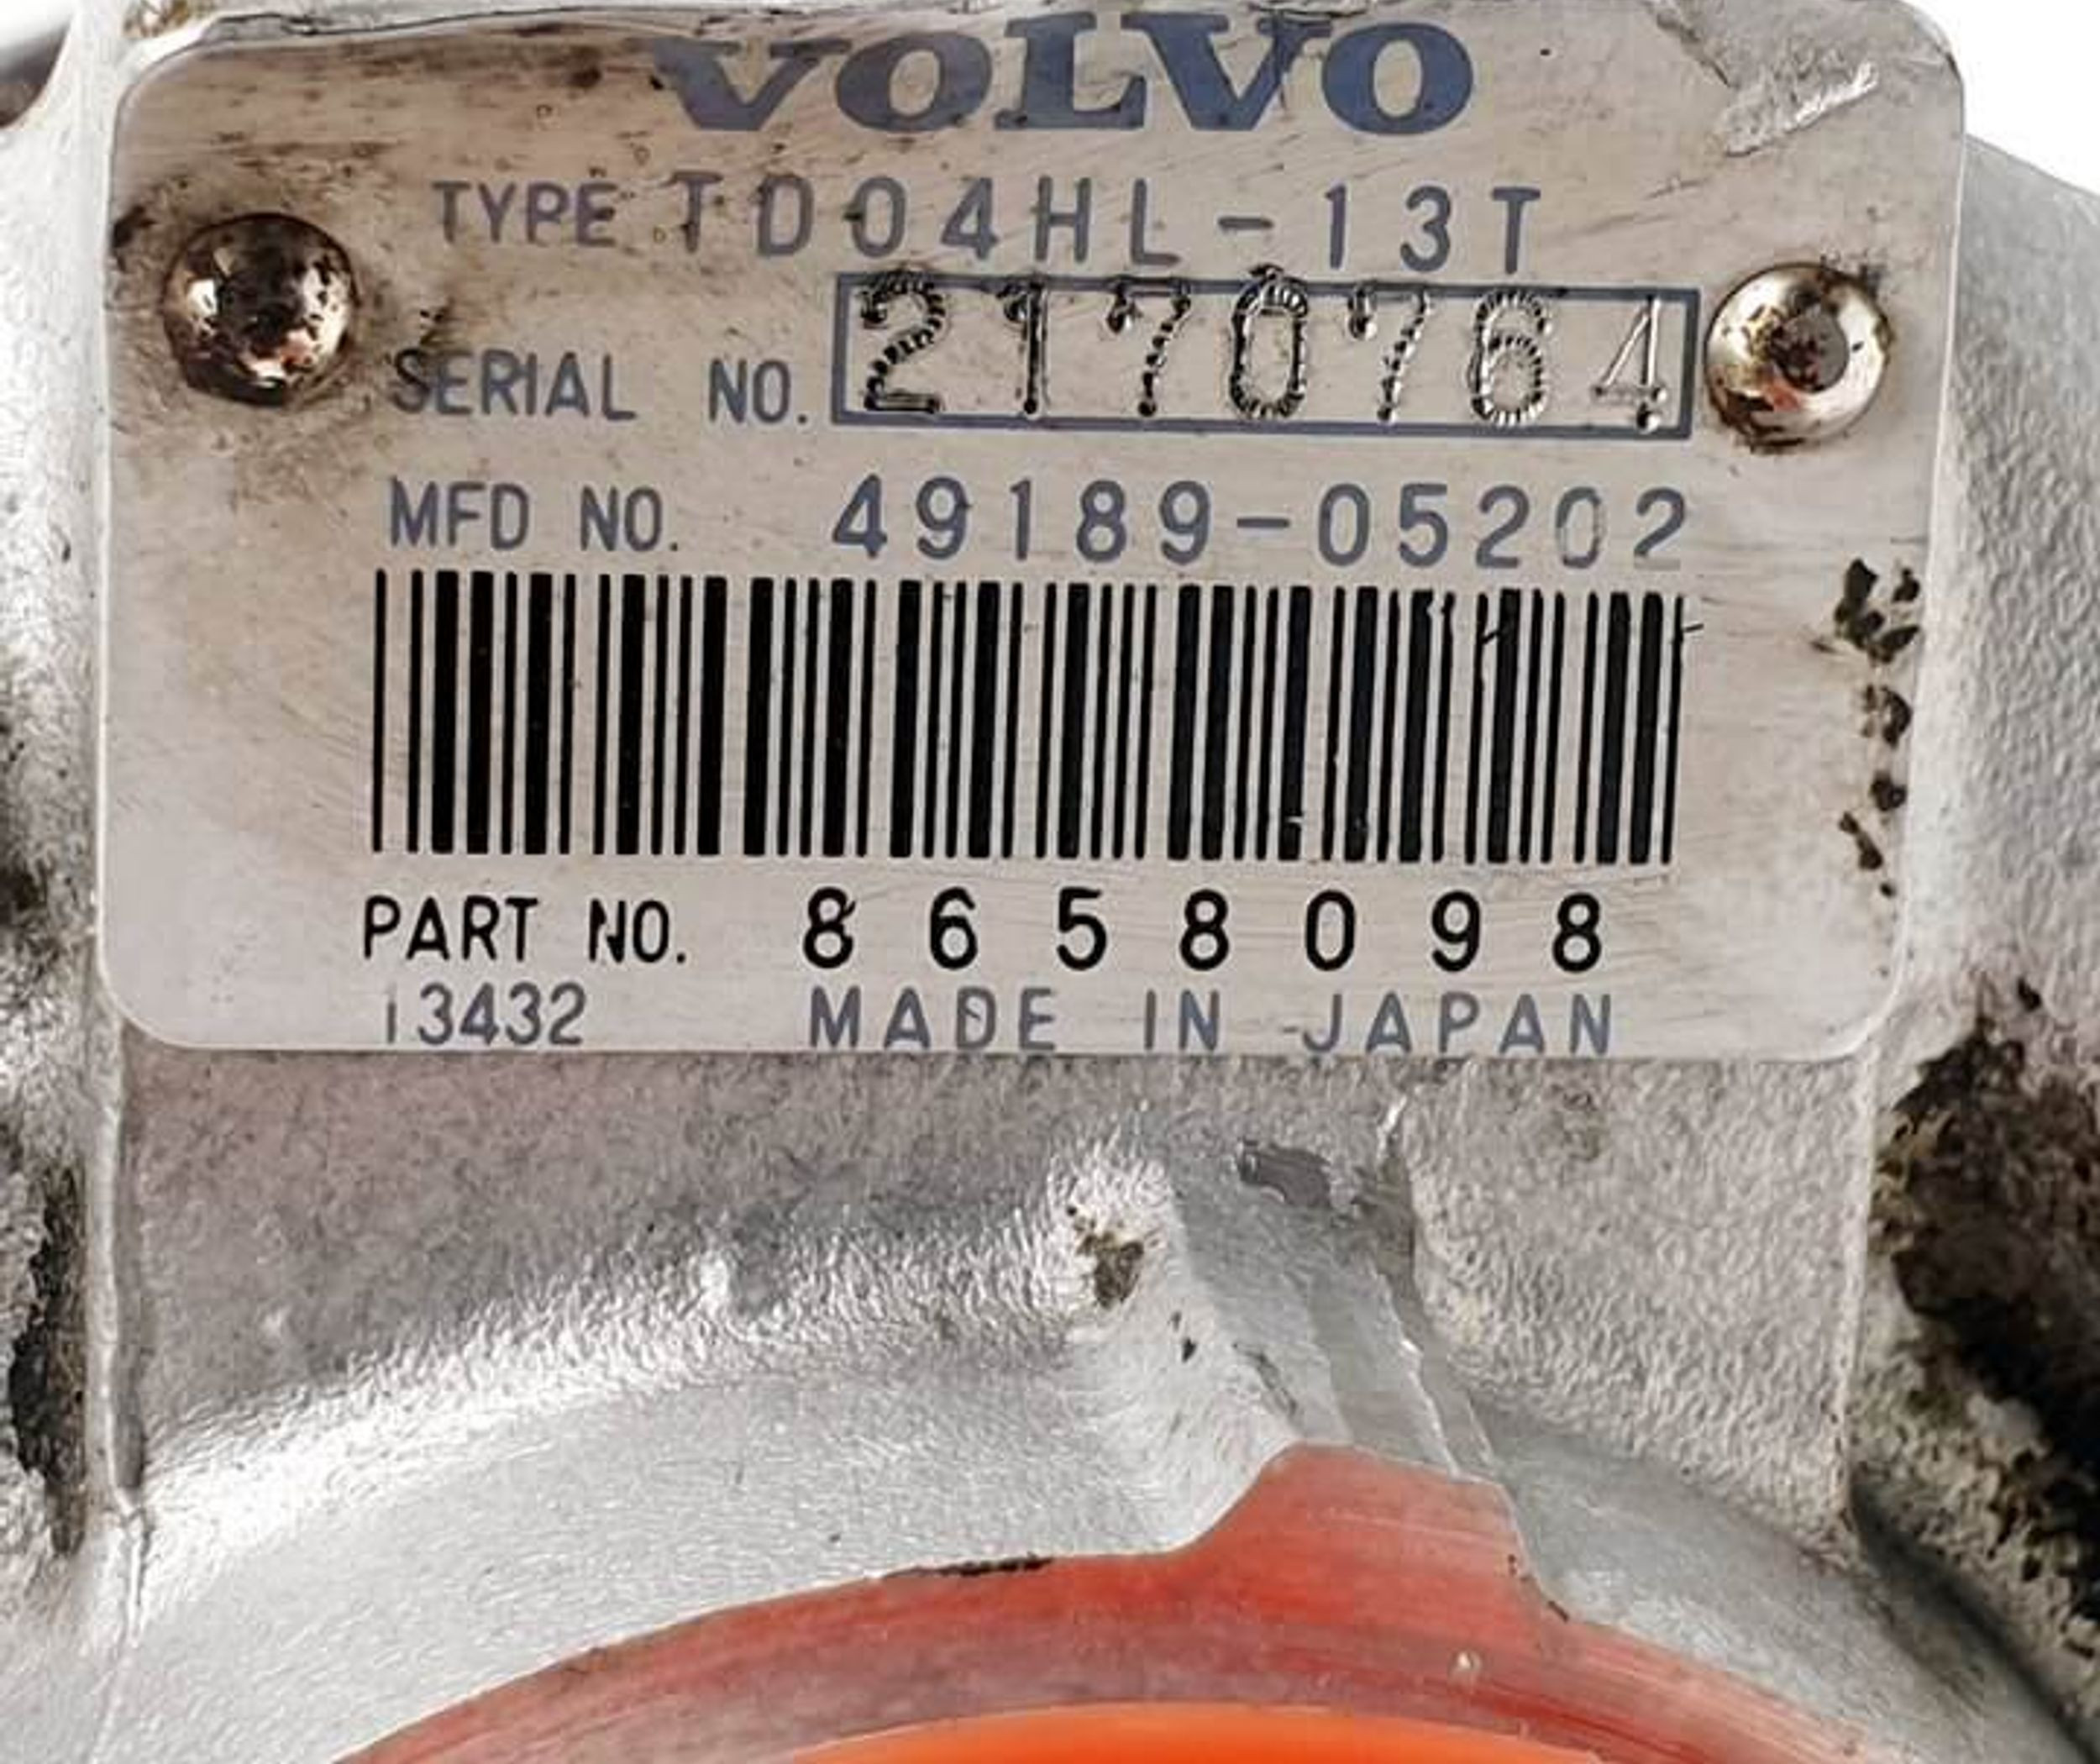 VOLVO
TYPE TD04HL-13T
SERIAL NO. 2170764
MFD NO. 49189-05202
PART NO. 8658098
13432 MADE IN JAPAN